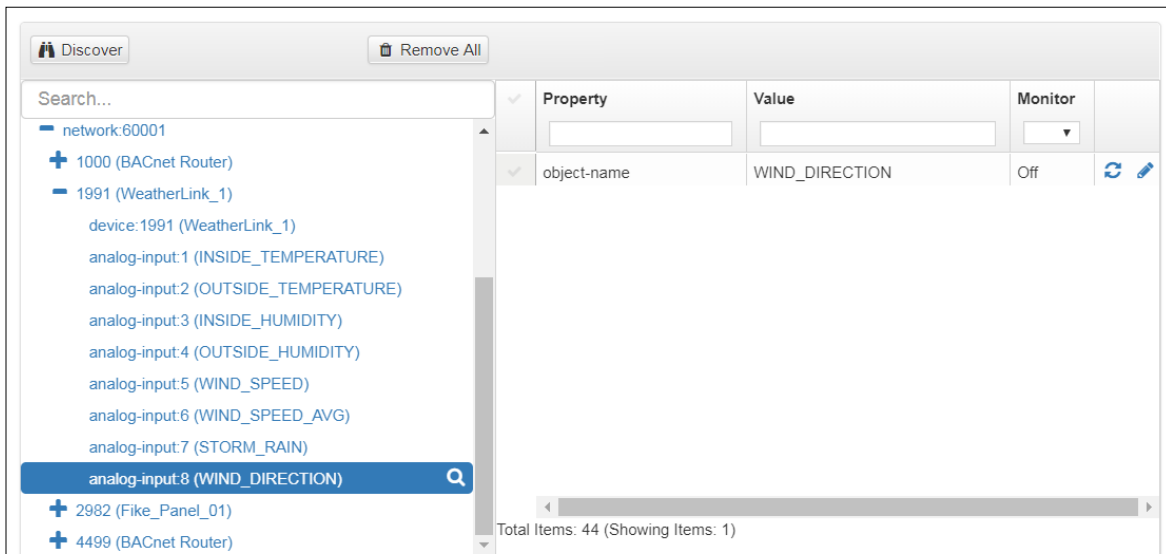 Discover
Remove All
Search...
network:60001
1000 (BACnet Router)
1991 (WeatherLink_1)
device:1991 (WeatherLink_1)
analog-input:1 (INSIDE_TEMPERATURE)
analog-input:2 (OUTSIDE_TEMPERATURE)
analog-input:3 (INSIDE_HUMIDITY)
analog-input:4 (OUTSIDE_HUMIDITY)
analog-input:5 (WIND_SPEED)
analog-input:6 (WIND_SPEED_AVG)
analog-input:7 (STORM_RAIN)
analog-input:8 (WIND_DIRECTION)
2982 (Fike_Panel_01)
4499 (BACnet Router)
Property Value Monitor
object-name WIND_DIRECTION Off
Total Items: 44 (Showing Items: 1)